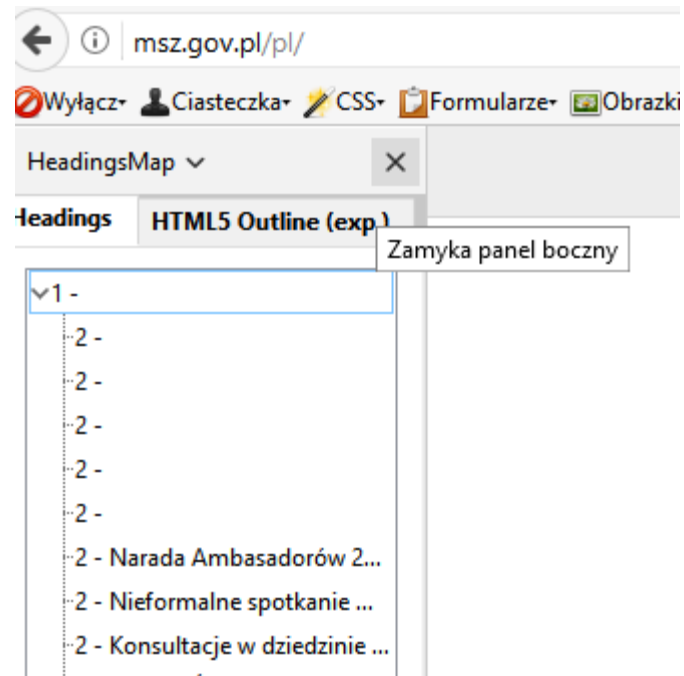 msz.gov.pl/pl/
Wyłącz Ciasteczka CSS Formularze Obrazki
HeadingsMap
Headings HTML5 Outline (exp.)
Zamyka panel boczny
1 -
2 -
2 -
2 -
2 -
2 -
2 - Narada Ambasadorów 2...
2 - Nieformalne spotkanie ...
2 - Konsultacje w dziedzinie ...